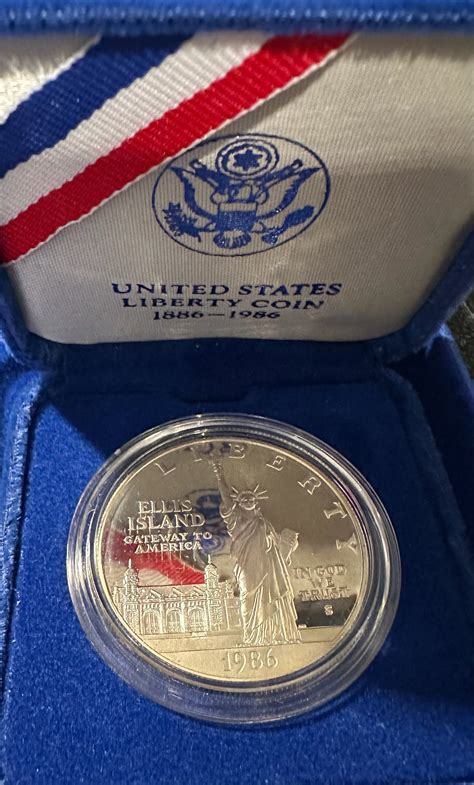 UNITED STATES
LIBERTY COIN
1886–1986
LIBERTY
ELLIS
ISLAND
GATEWAY TO
AMERICA
IN GOD
WE
TRUST
S
1986